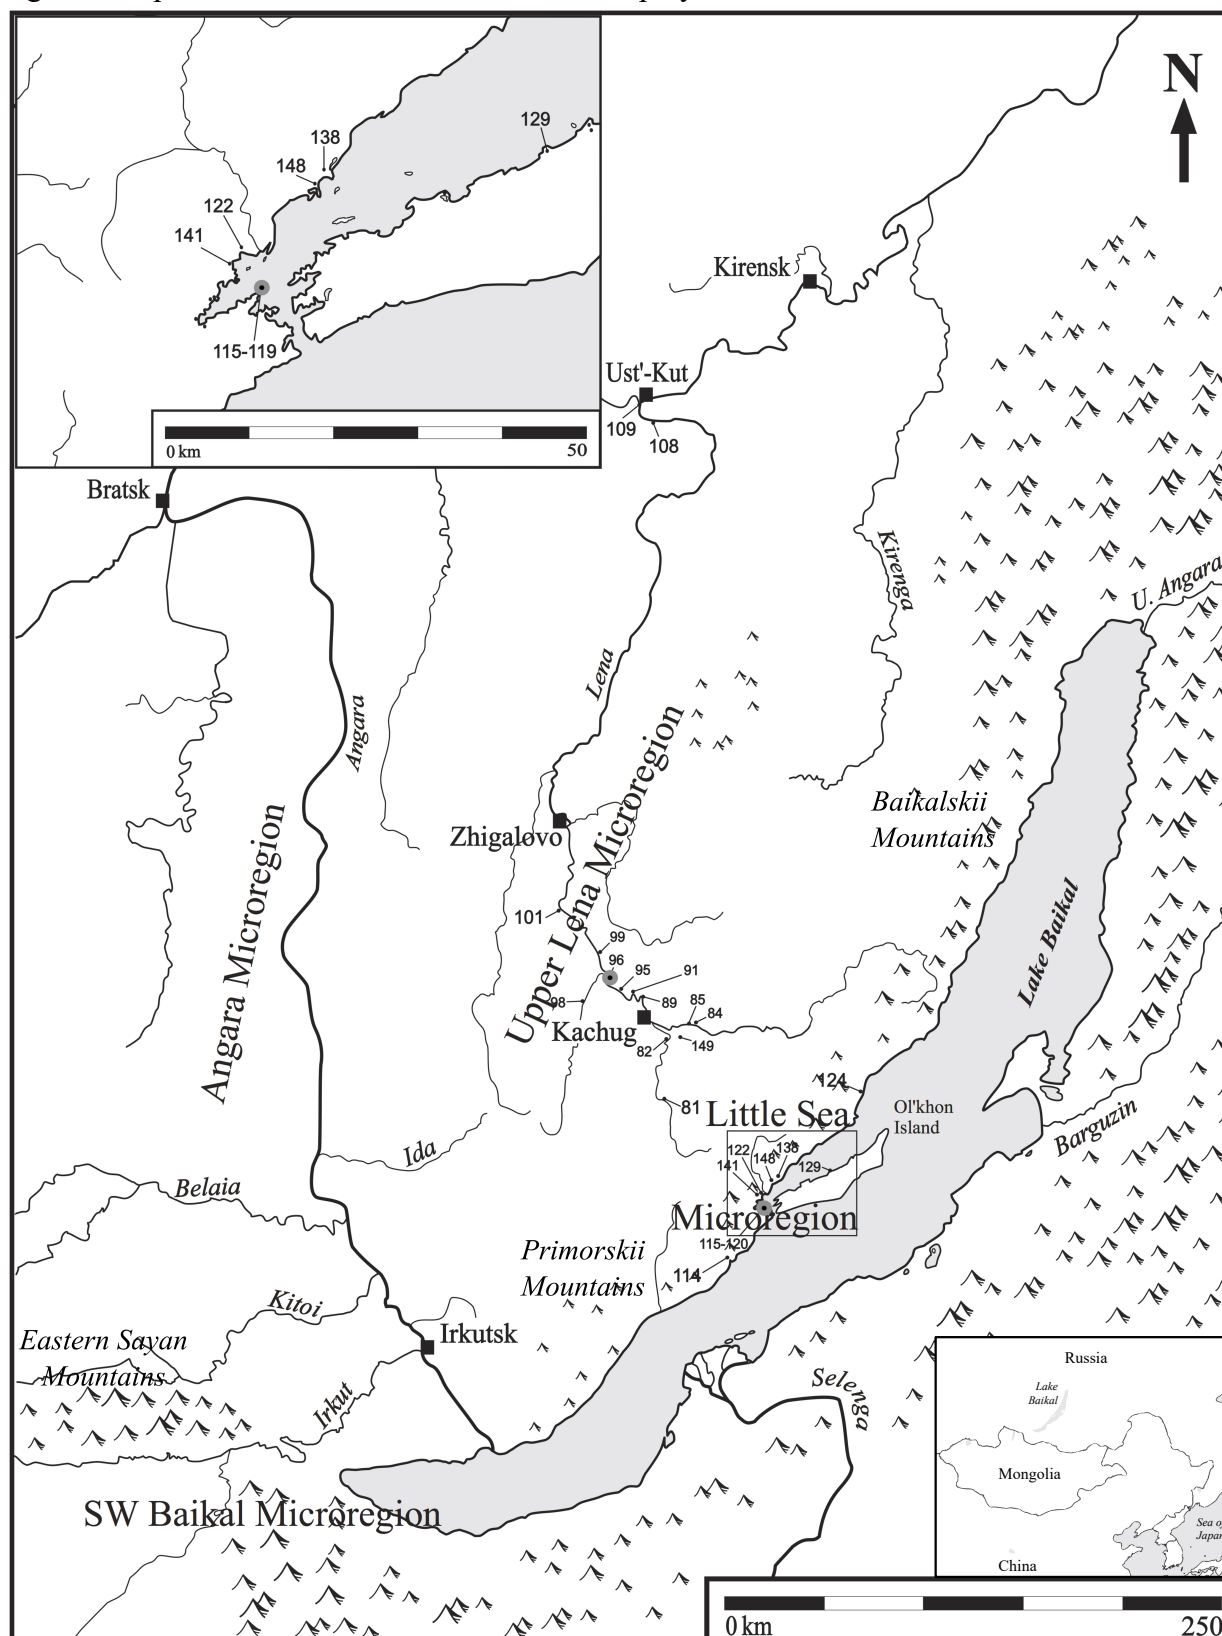 N
129
138
148
122
141
115-119
0 km
50
Kirensk
Ust'-Kut
109
108
Bratsk
Kirenga
U. Angara
Lena
Angara
Upper Lena Microregion
Baikalskii
Mountains
Zhigalovo
Angara Microregion
Lake Baikal
101
99
96
95
91
98
89
85
84
Kachug
82
149
124
81
Little Sea
Ol'khon
Island
Barguzin
Ida
122
138
148
141
129
Belaia
Microregion
115-120
Primorskii
Mountains
114
Kitoi
Irkutsk
Eastern Sayan
Mountains
Irkut
Selenga
Russia
Lake
Baikal
Mongolia
SW Baikal Microregion
China
0 km
250